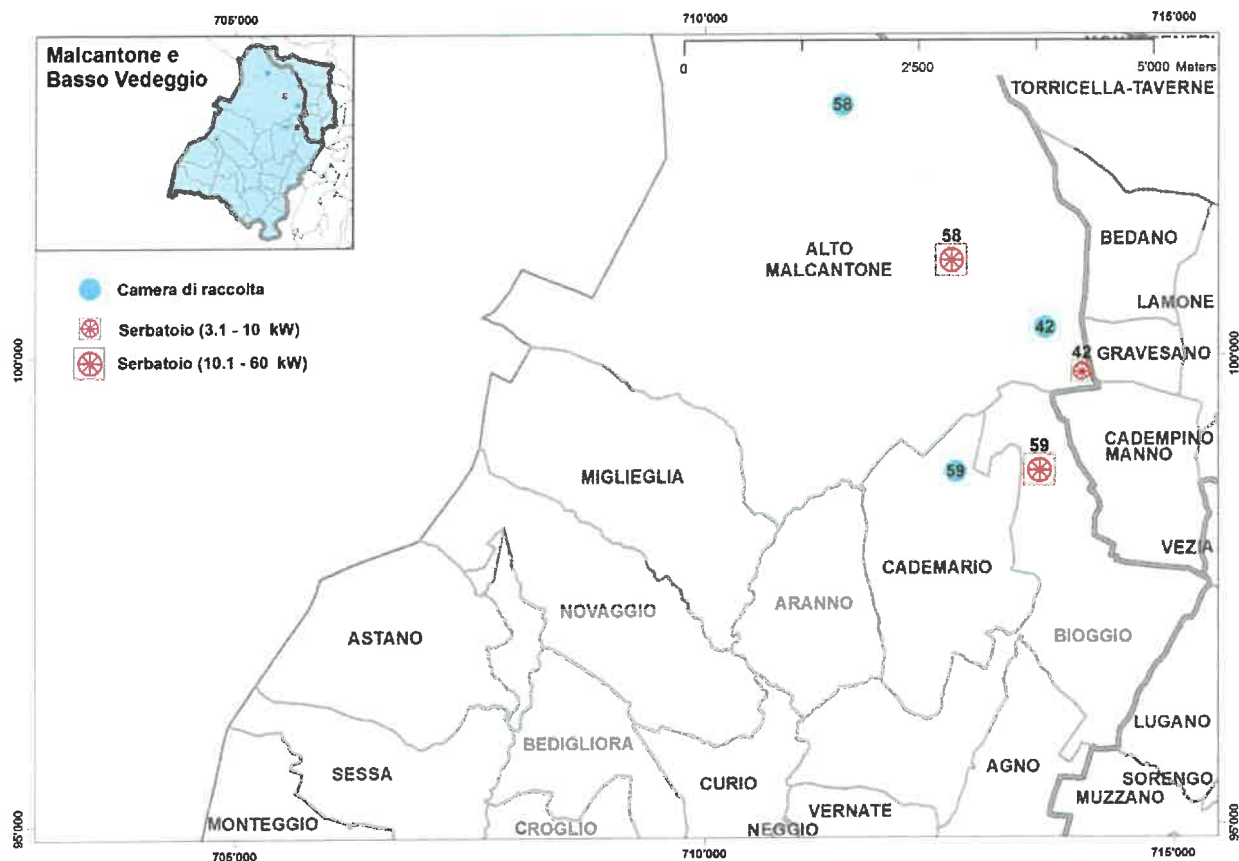 705'000
710'000
715'000
Malcantone e
Basso Vedeggio
0
2'500
5'000 Meters
TORRICELLA-TAVERNE
58
58
BEDANO
ALTO
MALCANTONE
Camera di raccolta
LAMONE
Serbatoio (3.1 - 10 kW)
42
42
GRAVESANO
100'000
100'000
Serbatoio (10.1 - 60 kW)
59
CADEMPINO
MANNO
59
MIGLIEGLIA
VEZIA
CADEMARIO
ARANNO
NOVAGGIO
ASTANO
BIOGGIO
LUGANO
BEDIGLIORA
SESSA
AGNO
CURIO
SORENGO
MUZZANO
VERNATE
MONTEGGIO
CROGLIO
NEGGIO
95'000
95'000
705'000
710'000
715'000